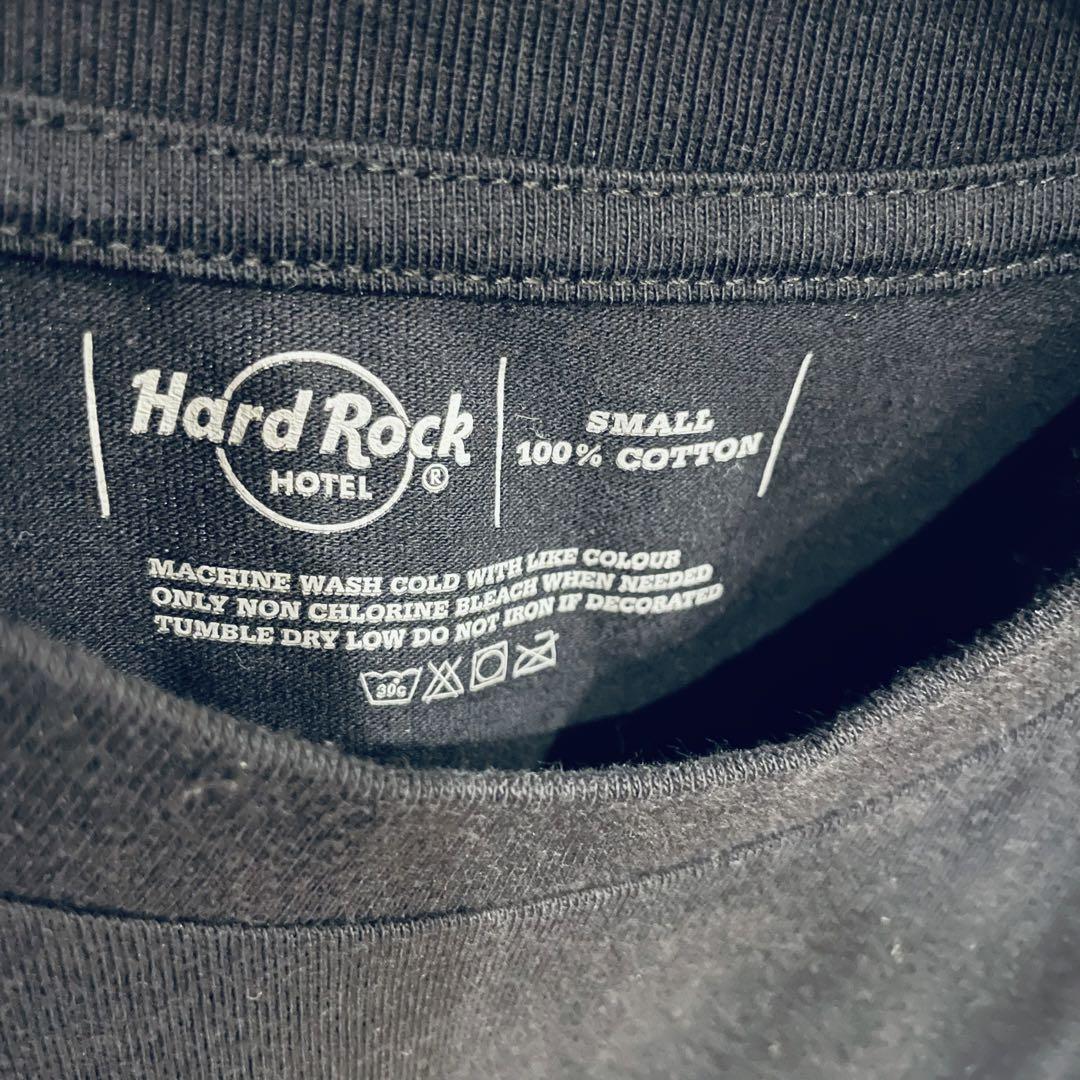 Hard Rock
HOTEL
®
SMALL
100% COTTON
MACHINE WASH COLD WITH LIKE COLOUR
ONLY NON CHLORINE BLEACH WHEN NEEDED
TUMBLE DRY LOW DO NOT IRON IF DECORATED
30c